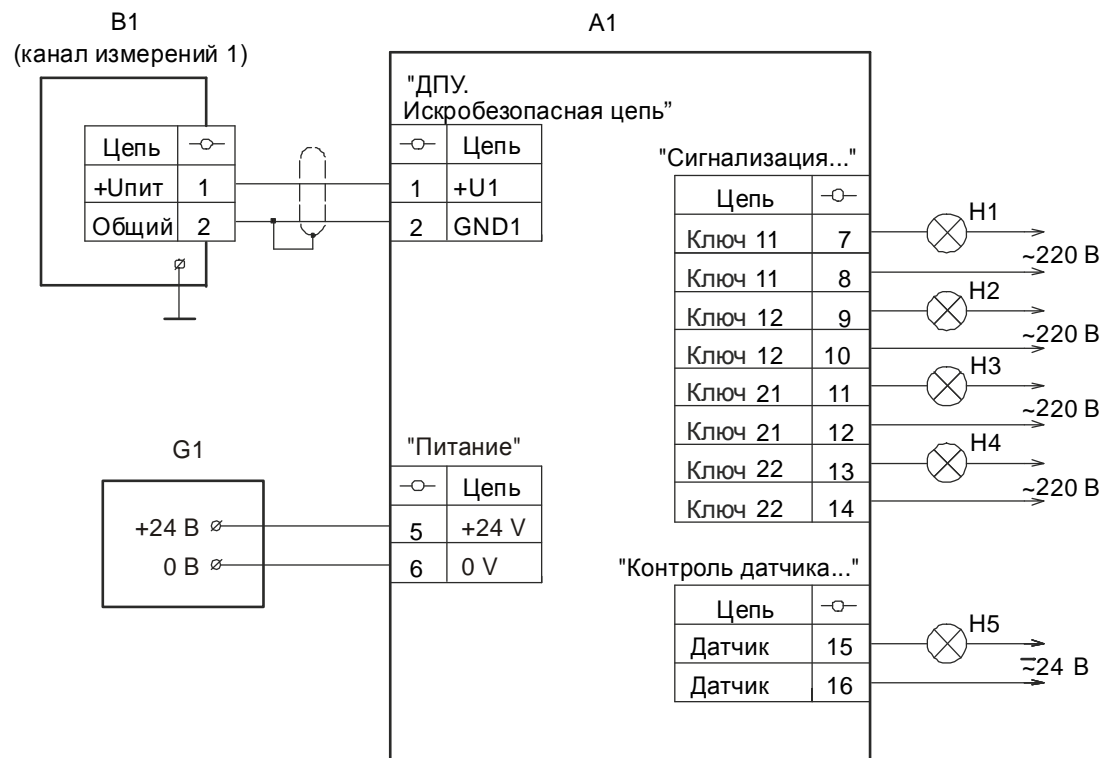 B1
(канал измерений 1)
A1
"ДПУ.
Искробезопасная цепь"
Цепь
+Uпит 1
Общий 2
Цепь
1 +U1
2 GND1
"Сигнализация..."
Цепь
Ключ 11 7
Ключ 11 8
Ключ 12 9
Ключ 12 10
Ключ 21 11
Ключ 21 12
Ключ 22 13
Ключ 22 14
H1
~220 В
H2
~220 В
H3
~220 В
H4
~220 В
G1
+24 В
0 В
"Питание"
Цепь
5 +24 V
6 0 V
"Контроль датчика..."
Цепь
Датчик 15
Датчик 16
H5
≂24 В